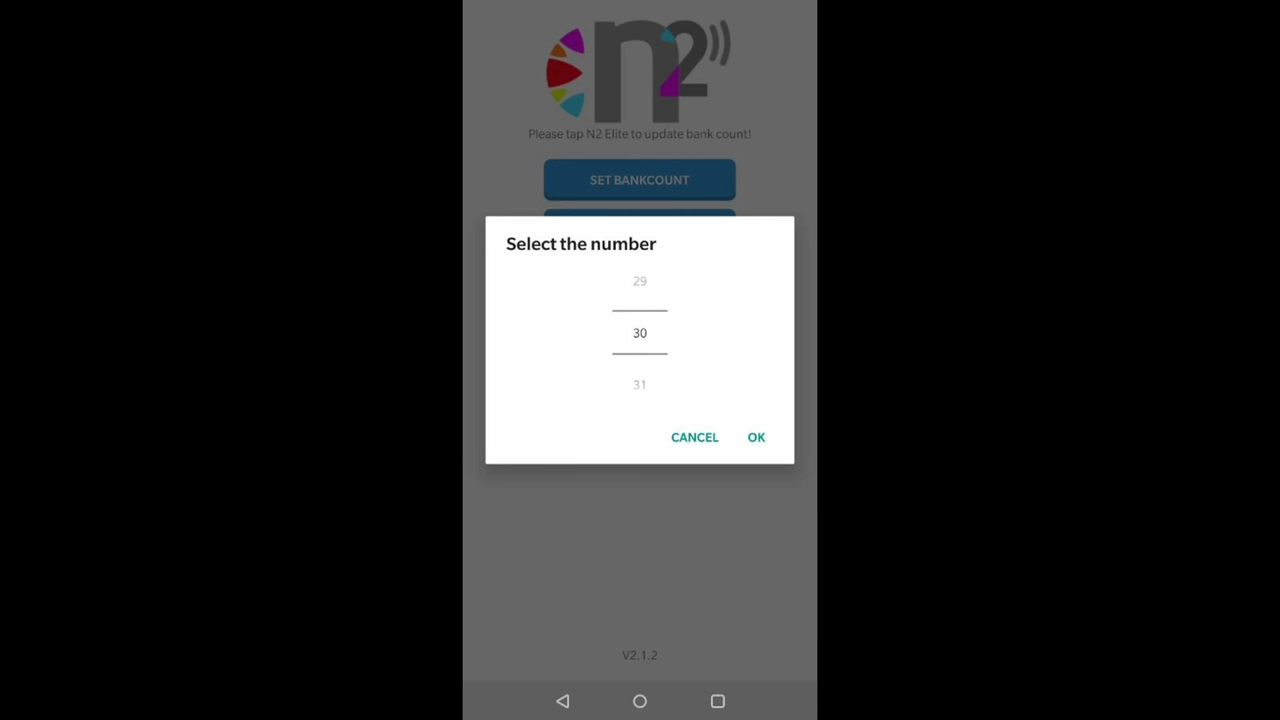 n2
Please tap N2 Elite to update bank count!
SET BANKCOUNT
Select the number
29
30
31
CANCEL OK
V2.1.2